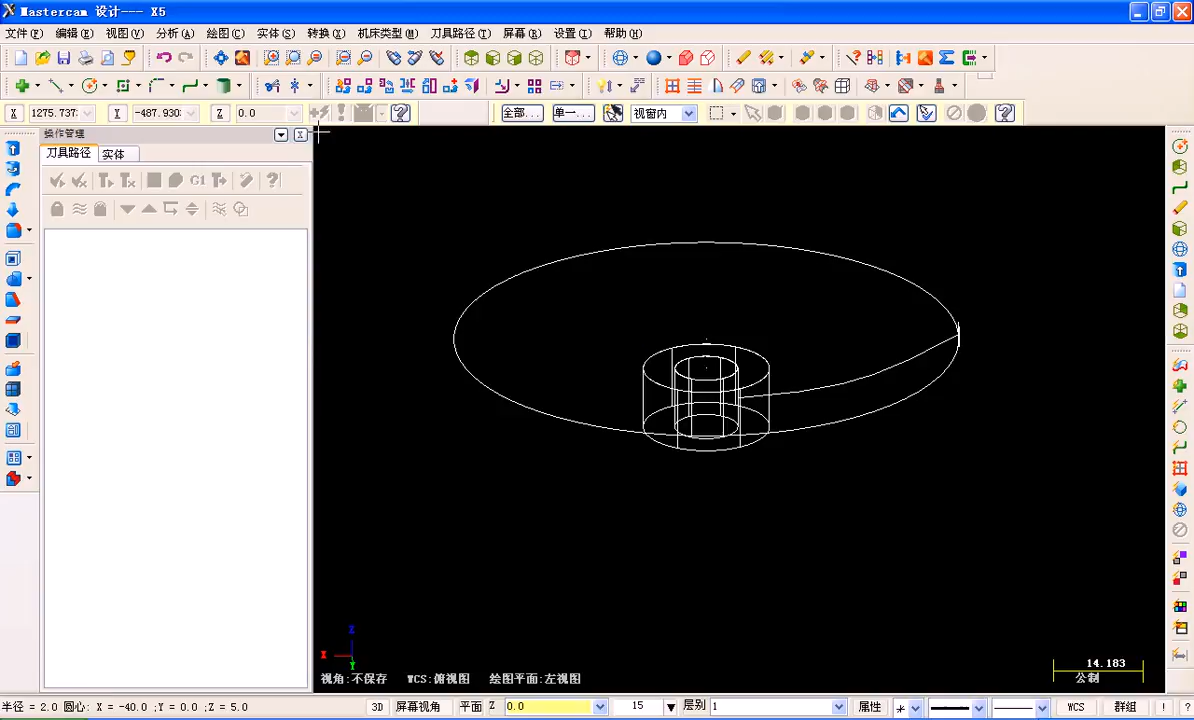 Mastercam 设计--- X5
文件(F) 编辑(E) 视图(V) 分析(A) 绘图(C) 实体(S) 转换(X) 机床类型(M) 刀具路径(T) 屏幕(R) 设置(I) 帮助(H)
X 1275.737 Y -487.930 Z 0.0 全部... 单一... 视窗内
操作管理
刀具路径 实体
G1
Z
X
Y
视角:不保存 WCS:俯视图 绘图平面:左视图
14.183
公制
半径 = 2.0 圆心: X = -40.0 ;Y = 0.0 ;Z = 5.0 3D 屏幕视角 平面 Z 0.0 15 层别 1 属性 WCS 群组 ! ?